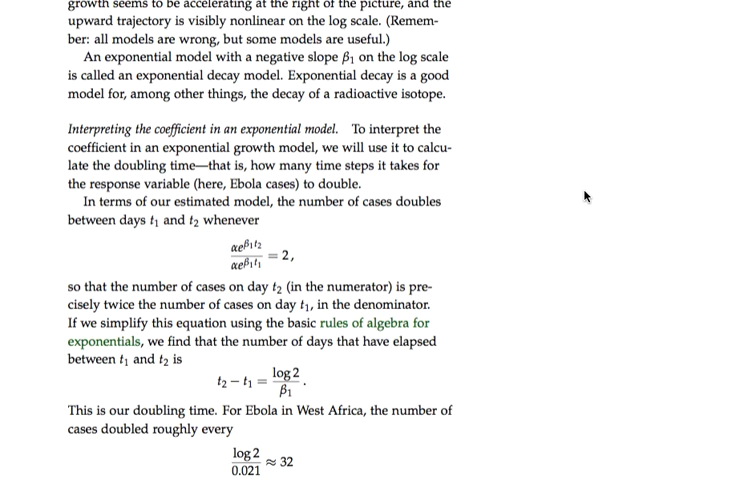 growth seems to be accelerating at the right of the picture, and the
upward trajectory is visibly nonlinear on the log scale. (Remem-
ber: all models are wrong, but some models are useful.)
An exponential model with a negative slope β₁ on the log scale
is called an exponential decay model. Exponential decay is a good
model for, among other things, the decay of a radioactive isotope.
Interpreting the coefficient in an exponential model. To interpret the
coefficient in an exponential growth model, we will use it to calcu-
late the doubling time—that is, how many time steps it takes for
the response variable (here, Ebola cases) to double.
In terms of our estimated model, the number of cases doubles
between days t₁ and t₂ whenever
αe^{β₁t₂}
/ αe^{β₁t₁} = 2,
so that the number of cases on day t₂ (in the numerator) is pre-
cisely twice the number of cases on day t₁, in the denominator.
If we simplify this equation using the basic rules of algebra for
exponentials, we find that the number of days that have elapsed
between t₁ and t₂ is
t₂ − t₁ = log 2 / β₁ .
This is our doubling time. For Ebola in West Africa, the number of
cases doubled roughly every
log 2 / 0.021 ≈ 32